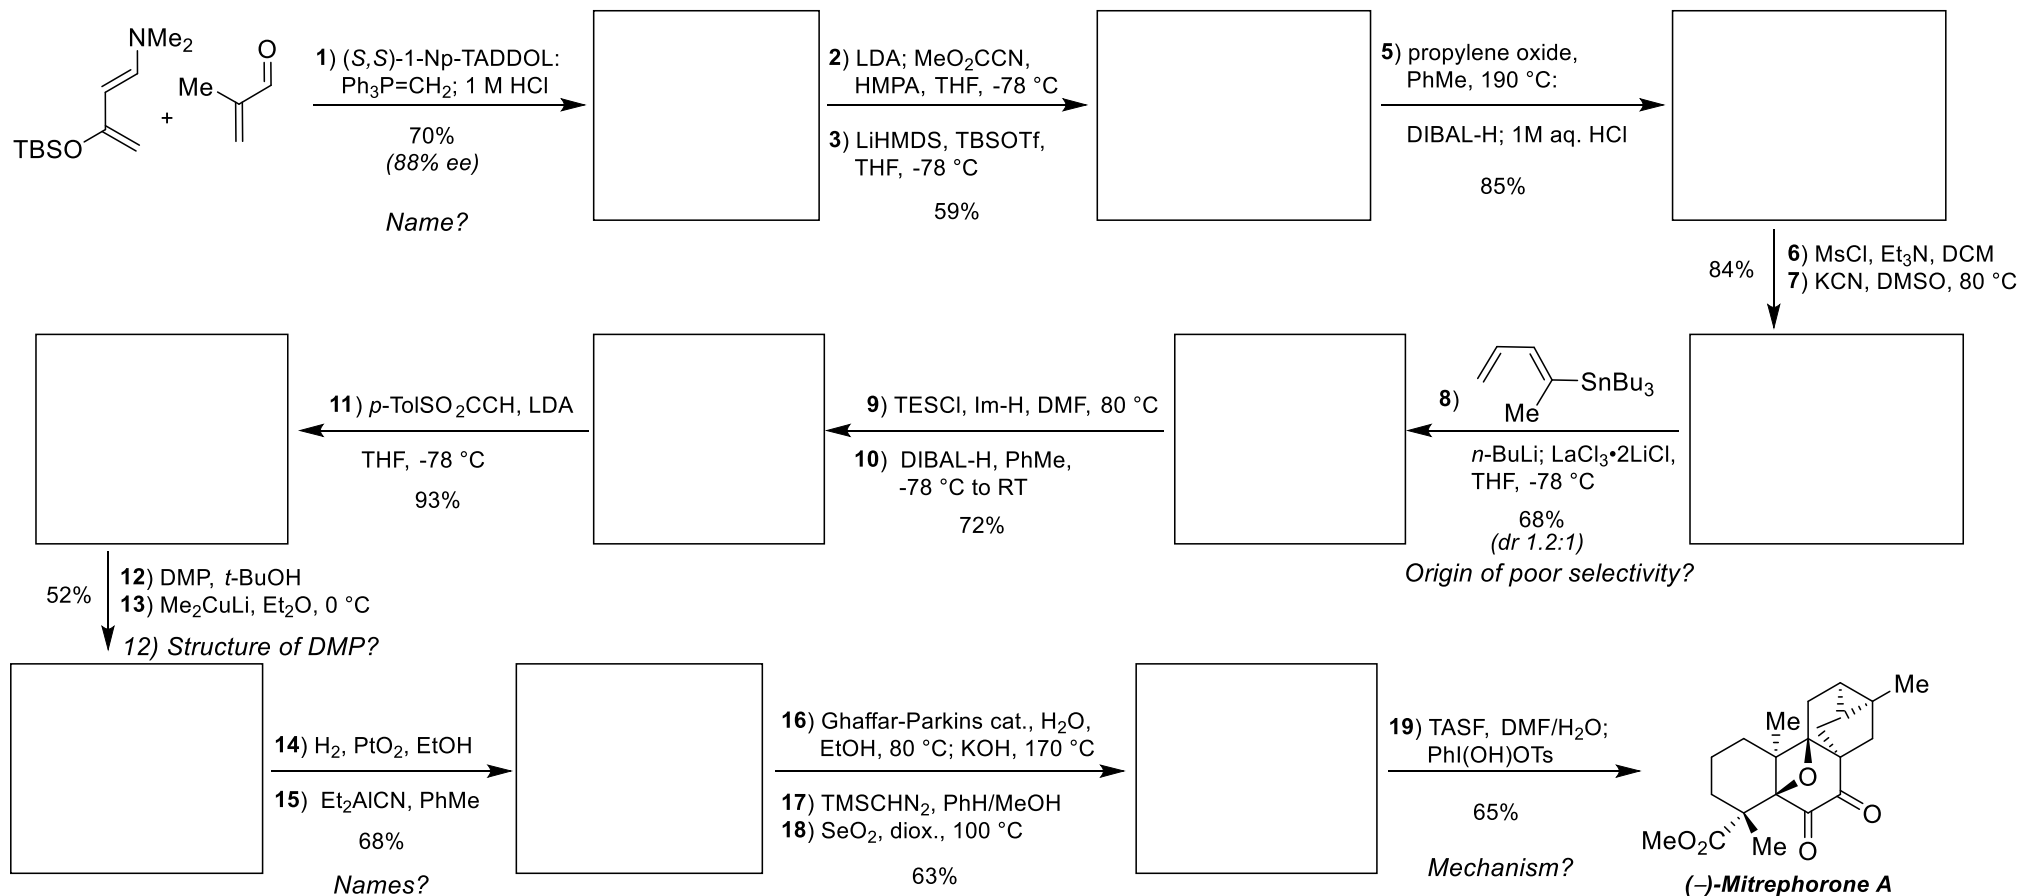 NMe2
O
Me
+
TBSO
1) (S,S)-1-Np-TADDOL:
Ph3P=CH2; 1 M HCl
70%
(88% ee)
Name?
2) LDA; MeO2CCN,
HMPA, THF, -78 °C
3) LiHMDS, TBSOTf,
THF, -78 °C
59%
5) propylene oxide,
PhMe, 190 °C:
DIBAL-H; 1M aq. HCl
85%
84%
6) MsCl, Et3N, DCM
7) KCN, DMSO, 80 °C
8)
SnBu3
Me
n-BuLi; LaCl3•2LiCl,
THF, -78 °C
68%
(dr 1.2:1)
Origin of poor selectivity?
9) TESCl, Im-H, DMF, 80 °C
10) DIBAL-H, PhMe,
-78 °C to RT
72%
11) p-TolSO2CCH, LDA
THF, -78 °C
93%
52%
12) DMP, t-BuOH
13) Me2CuLi, Et2O, 0 °C
12) Structure of DMP?
14) H2, PtO2, EtOH
15) Et2AlCN, PhMe
68%
Names?
16) Ghaffar-Parkins cat., H2O,
EtOH, 80 °C; KOH, 170 °C
17) TMSCHN2, PhH/MeOH
18) SeO2, diox., 100 °C
63%
19) TASF, DMF/H2O;
PhI(OH)OTs
65%
Mechanism?
Me
Me
O
O
MeO2C
Me
O
(–)-Mitrephorone A